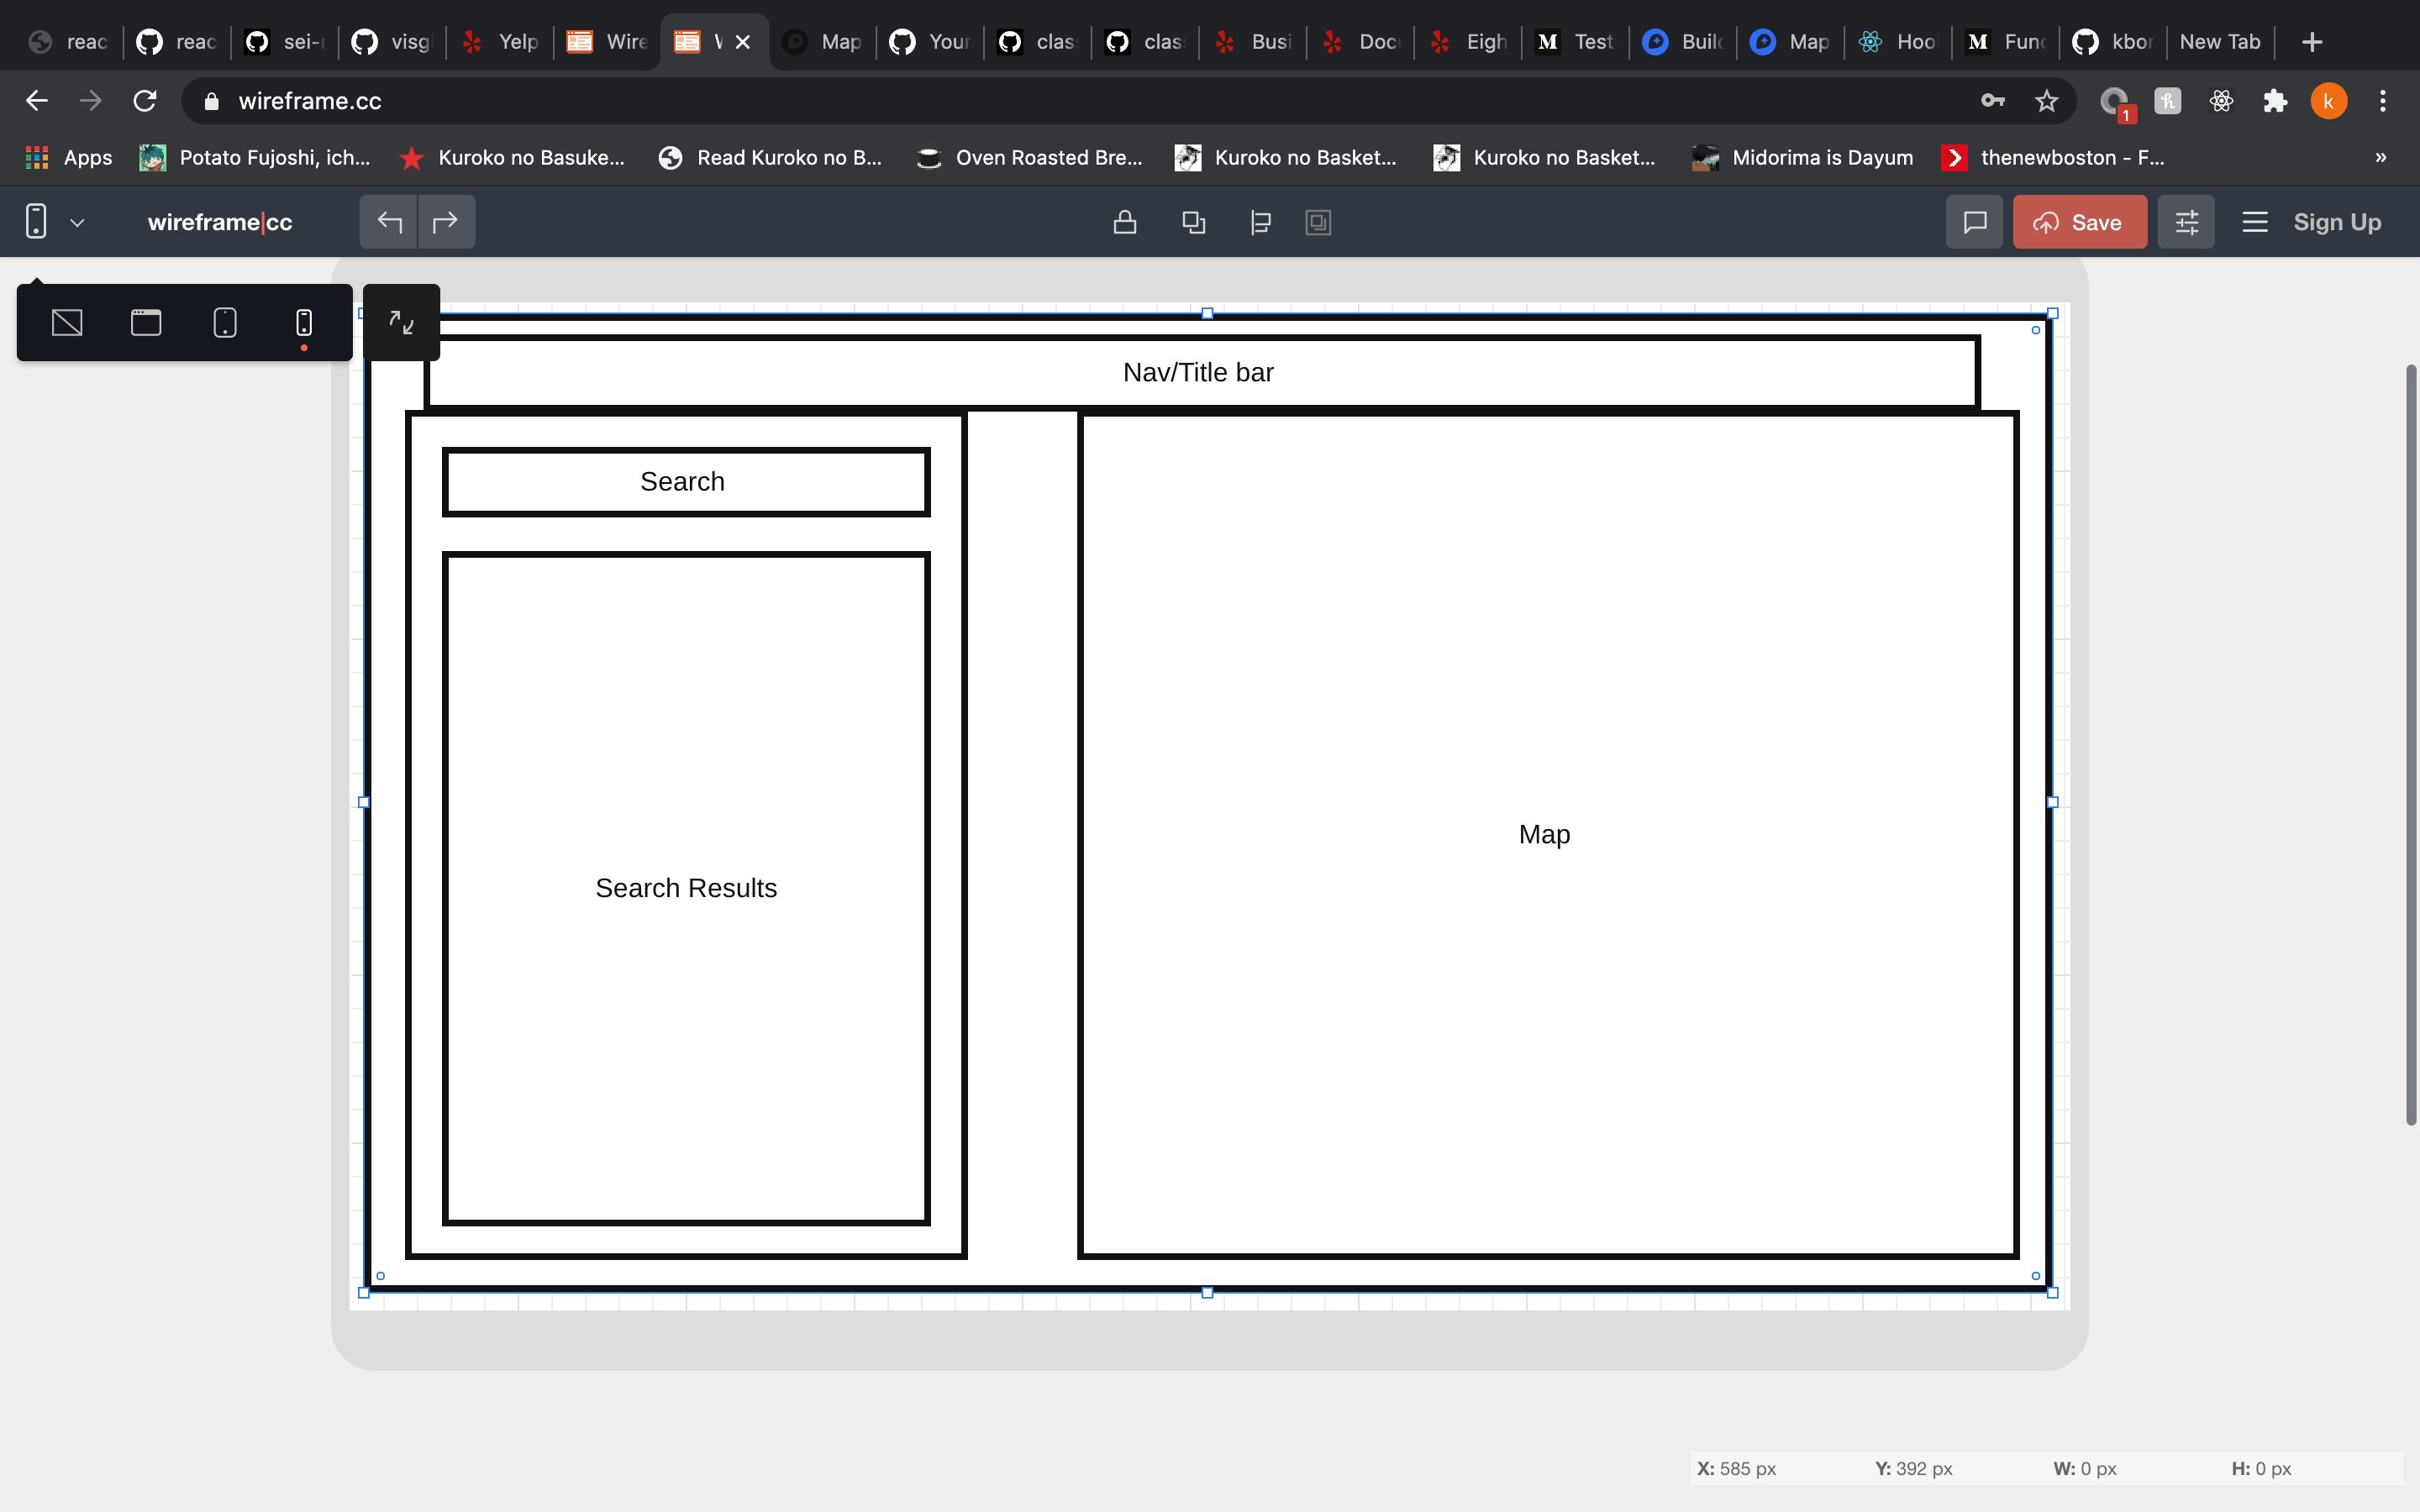 reac reac sei-r visg Yelp Wire Map Your clas clas Busi Doc Eigh Test Build Map Hoo Func kbor New Tab
wireframe.cc
1
k
Apps Potato Fujoshi, ich... Kuroko no Basuke... Read Kuroko no B... Oven Roasted Bre... Kuroko no Basket... Kuroko no Basket... Midorima is Dayum thenewboston - F... »
wireframe|cc Save Sign Up
Nav/Title bar
Search
Search Results
Map
X: 585 px Y: 392 px W: 0 px H: 0 px